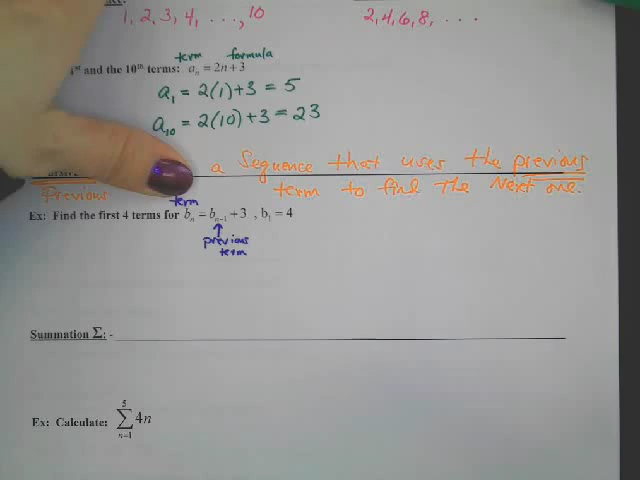 1, 2, 3, 4, . . . , 10 2, 4, 6, 8, . . . .
term formula
1st and the 10th terms: aₙ = 2n + 3
a₁ = 2(1)+3 = 5
a₁₀ = 2(10)+3 = 23
a Sequence that uses the previous
Previous term to find the Next one.
term
Ex: Find the first 4 terms for bₙ = bₙ₋₁ + 3 , b₁ = 4
previous
term
Summation Σ: -
Ex: Calculate: ∑ₙ₌₁⁵ 4n